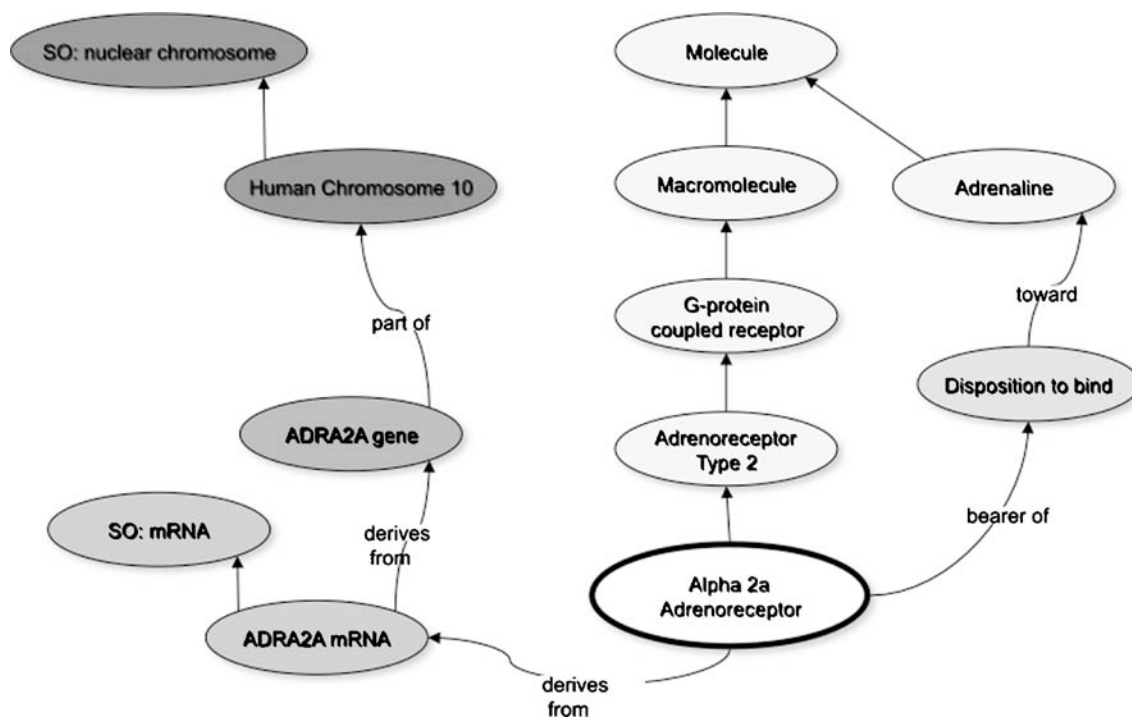 SO: nuclear chromosome
Molecule
Human Chromosome 10
Macromolecule
Adrenaline
part of
G-protein
coupled receptor
toward
Disposition to bind
ADRA2A gene
Adrenoreceptor
Type 2
SO: mRNA
derives
from
bearer of
Alpha 2a
Adrenoreceptor
ADRA2A mRNA
derives
from